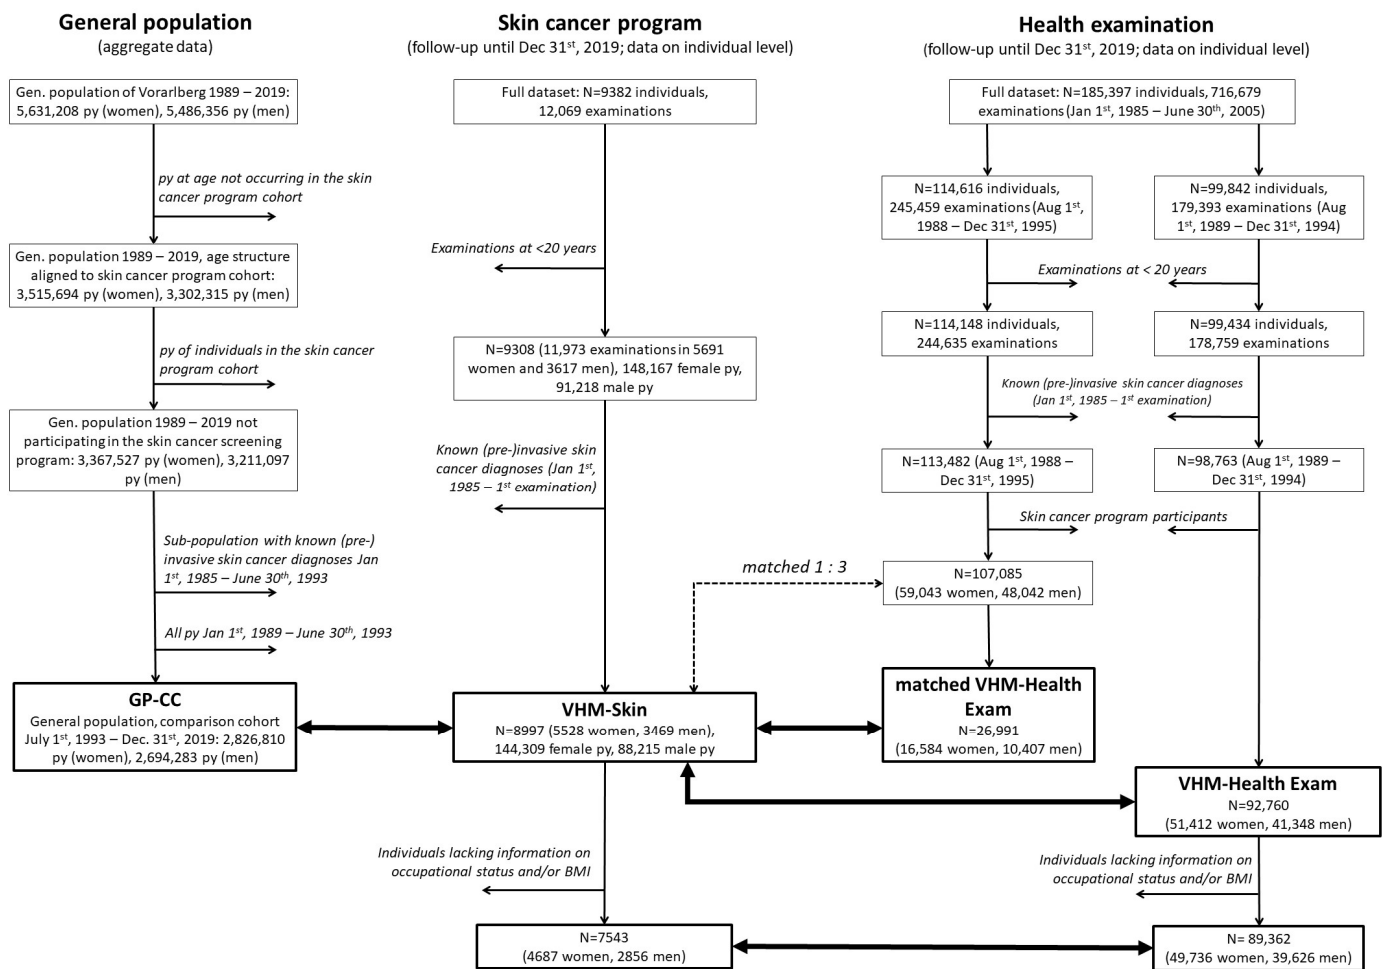 General population
(aggregate data)
Gen. population of Vorarlberg 1989 – 2019:
5,631,208 py (women), 5,486,356 py (men)
py at age not occurring in the skin
cancer program cohort
Gen. population 1989 – 2019, age structure
aligned to skin cancer program cohort:
3,515,694 py (women), 3,302,315 py (men)
py of individuals in the skin cancer
program cohort
Gen. population 1989 – 2019 not
participating in the skin cancer screening
program: 3,367,527 py (women), 3,211,097
py (men)
Sub-population with known (pre-)
invasive skin cancer diagnoses Jan
1st, 1985 – June 30th, 1993
All py Jan 1st, 1989 – June 30th, 1993
GP-CC
General population, comparison cohort
July 1st, 1993 – Dec. 31st, 2019: 2,826,810
py (women), 2,694,283 py (men)
Skin cancer program
(follow-up until Dec 31st, 2019; data on individual level)
Full dataset: N=9382 individuals,
12,069 examinations
Examinations at <20 years
N=9308 (11,973 examinations in 5691
women and 3617 men), 148,167 female py,
91,218 male py
Known (pre-)invasive skin
cancer diagnoses (Jan 1st,
1985 – 1st examination)
matched 1 : 3
VHM-Skin
N=8997 (5528 women, 3469 men),
144,309 female py, 88,215 male py
Individuals lacking information on
occupational status and/or BMI
N=7543
(4687 women, 2856 men)
Health examination
(follow-up until Dec 31st, 2019; data on individual level)
Full dataset: N=185,397 individuals, 716,679
examinations (Jan 1st, 1985 – June 30th, 2005)
N=114,616 individuals,
245,459 examinations (Aug 1st,
1988 – Dec 31st, 1995)
N=99,842 individuals,
179,393 examinations (Aug
1st, 1989 – Dec 31st, 1994)
Examinations at < 20 years
N=114,148 individuals,
244,635 examinations
N=99,434 individuals,
178,759 examinations
Known (pre-)invasive skin cancer diagnoses
(Jan 1st, 1985 – 1st examination)
N=113,482 (Aug 1st, 1988 –
Dec 31st, 1995)
N=98,763 (Aug 1st, 1989 –
Dec 31st, 1994)
Skin cancer program participants
N=107,085
(59,043 women, 48,042 men)
matched VHM-Health
Exam
N=26,991
(16,584 women, 10,407 men)
VHM-Health Exam
N=92,760
(51,412 women, 41,348 men)
Individuals lacking information on
occupational status and/or BMI
N= 89,362
(49,736 women, 39,626 men)